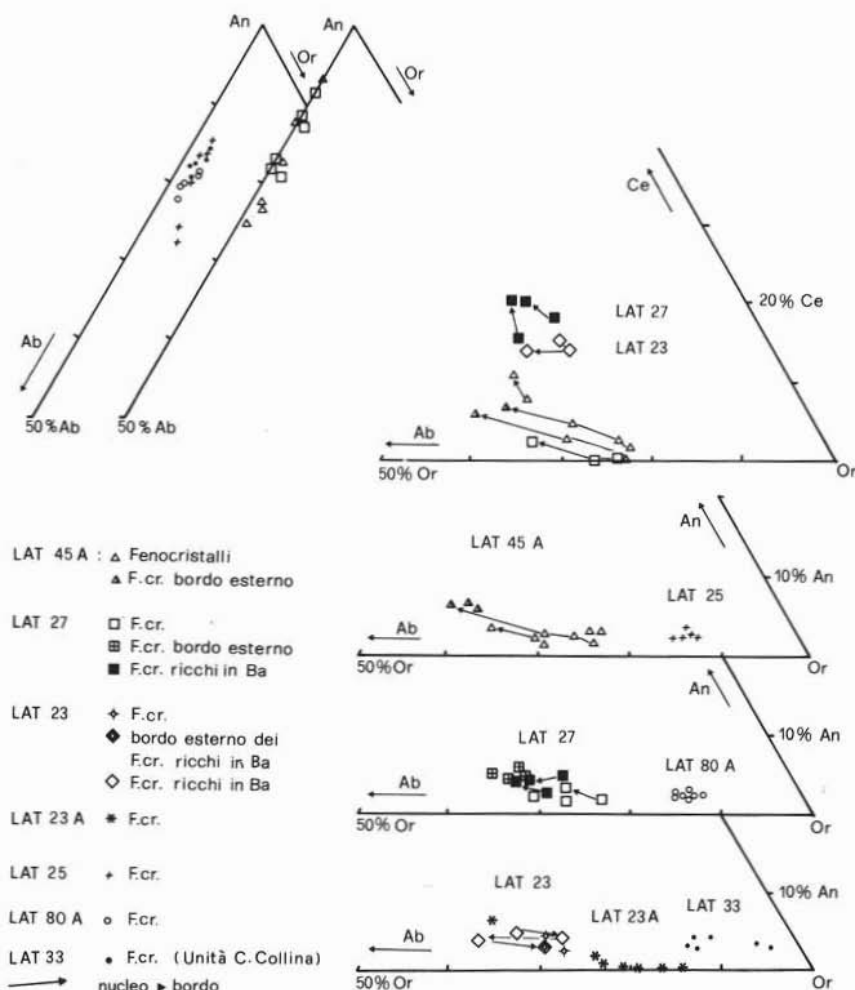 An
An
Or
Or
Ab
50% Ab
50% Ab
Ce
20% Ce
LAT 27
LAT 23
Ab
50% Or
Or
LAT 45 A : Fenocristalli
F.cr. bordo esterno
LAT 27 F.cr.
F.cr. bordo esterno
F.cr. ricchi in Ba
LAT 23 F.cr.
bordo esterno dei
F.cr. ricchi in Ba
F.cr. ricchi in Ba
LAT 23A F.cr.
LAT 25 F.cr.
LAT 80A F.cr.
LAT 33 F.cr. (Unità C. Collina)
nucleo ▸ bordo
LAT 45 A
An
10% An
LAT 25
Ab
50% Or
Or
An
LAT 27
10% An
LAT 80 A
Ab
50% Or
Or
LAT 23
10% An
LAT 23A
LAT 33
Ab
50% Or
Or